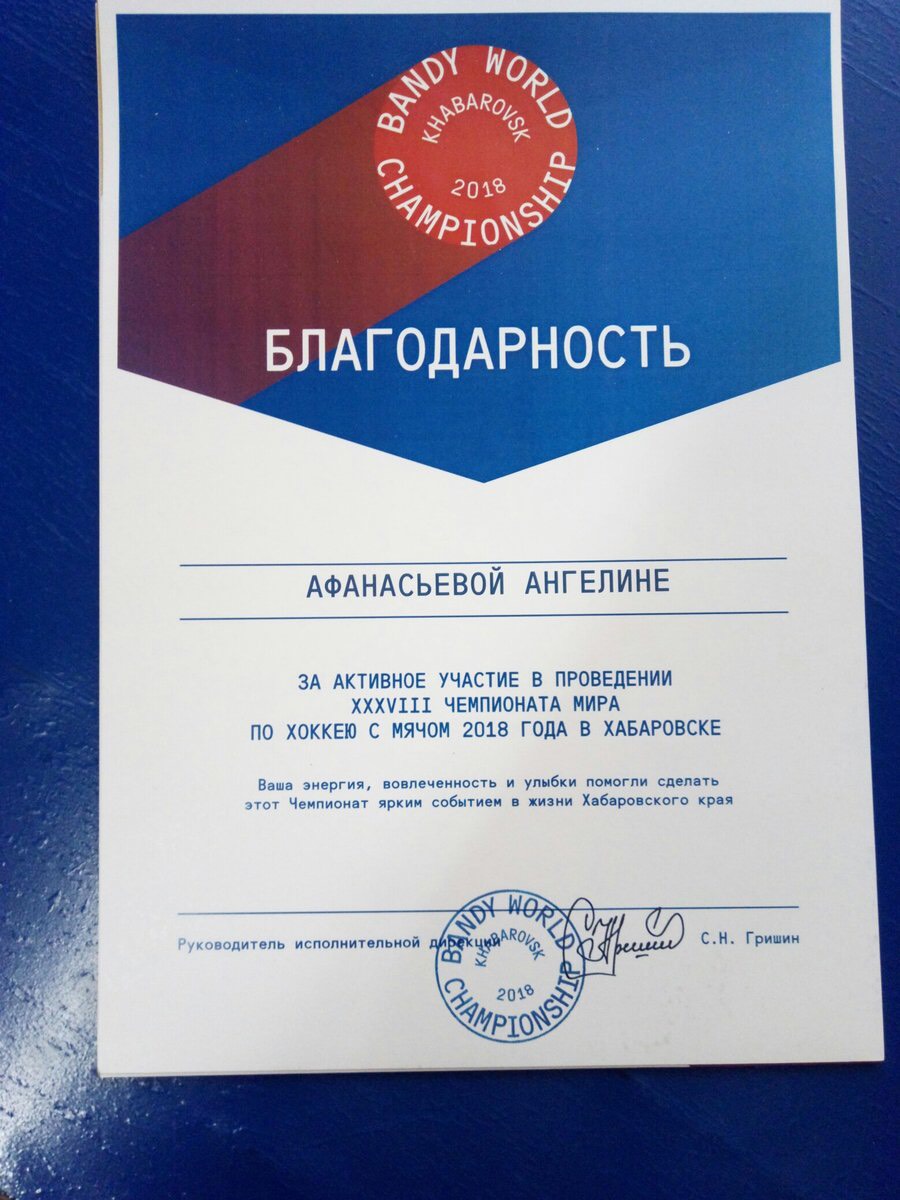 BANDY WORLD CHAMPIONSHIP
KHABAROVSK
2018
БЛАГОДАРНОСТЬ
АФАНАСЬЕВОЙ АНГЕЛИНЕ
ЗА АКТИВНОЕ УЧАСТИЕ В ПРОВЕДЕНИИ
XXXVIII ЧЕМПИОНАТА МИРА
ПО ХОККЕЮ С МЯЧОМ 2018 ГОДА В ХАБАРОВСКЕ
Ваша энергия, вовлеченность и улыбки помогли сделать
этот Чемпионат ярким событием в жизни Хабаровского края
Руководитель исполнительной дирекции
С.Н. Гришин
BANDY WORLD CHAMPIONSHIP
KHABAROVSK
2018